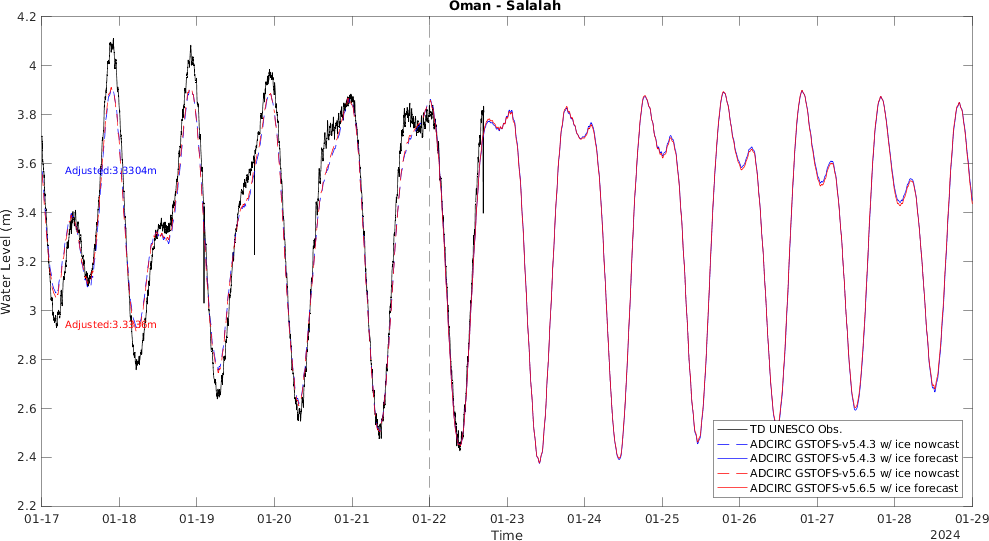 Oman - Salalah
4.2
4
3.8
3.6
3.4
3.2
3
2.8
2.6
2.4
2.2
Water Level (m)
Adjusted:3.3304m
Adjusted:3.3336m
TD UNESCO Obs.
ADCIRC GSTOFS-v5.4.3 w/ ice nowcast
ADCIRC GSTOFS-v5.4.3 w/ ice forecast
ADCIRC GSTOFS-v5.6.5 w/ ice nowcast
ADCIRC GSTOFS-v5.6.5 w/ ice forecast
01-17 01-18 01-19 01-20 01-21 01-22 01-23 01-24 01-25 01-26 01-27 01-28 01-29
Time
2024